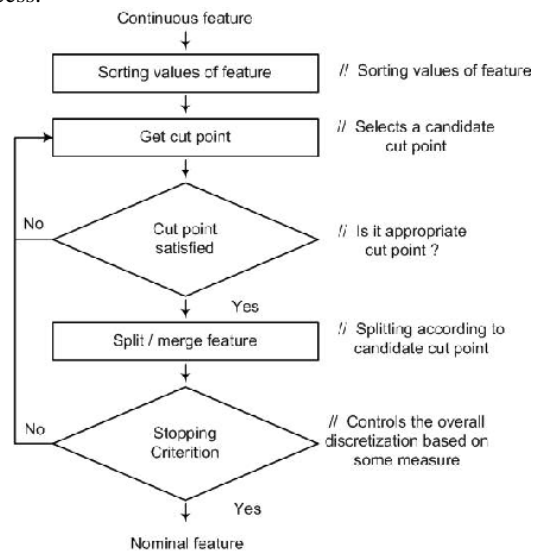 Continuous feature
Sorting values of feature
// Sorting values of feature
Get cut point
// Selects a candidate
cut point
No
Cut point
satisfied
// Is it appropriate
cut point ?
Yes
Split / merge feature
// Splitting according to
candidate cut point
No
Stopping
Criterition
// Controls the overall
discretization based on
some measure
Yes
Nominal feature